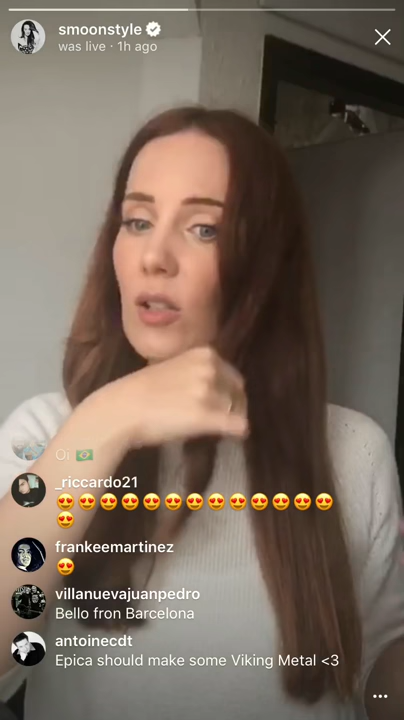 smoonstyle
was live · 1h ago
Oi 🇧🇷
_riccardo21
😍😍😍😍😍😍😍😍😍😍😍😍😍
😍
frankeemartinez
😍
villanuevajuanpedro
Bello fron Barcelona
antoinecdt
Epica should make some Viking Metal <3